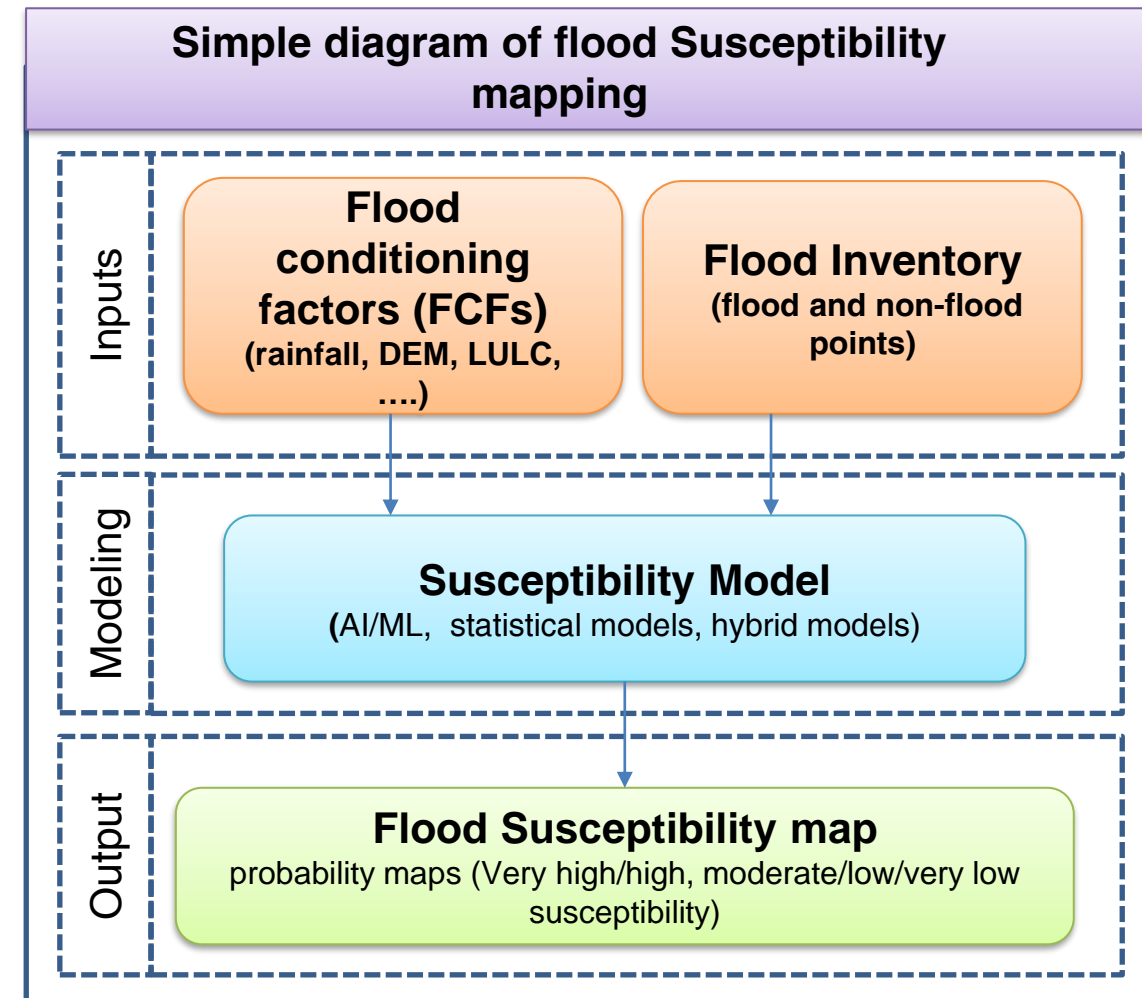 Simple diagram of flood Susceptibility
mapping
Inputs
Flood
conditioning
factors (FCFs)
(rainfall, DEM, LULC,
….)
Flood Inventory
(flood and non-flood
points)
Modeling
Susceptibility Model
(AI/ML, statistical models, hybrid models)
Output
Flood Susceptibility map
probability maps (Very high/high, moderate/low/very low
susceptibility)